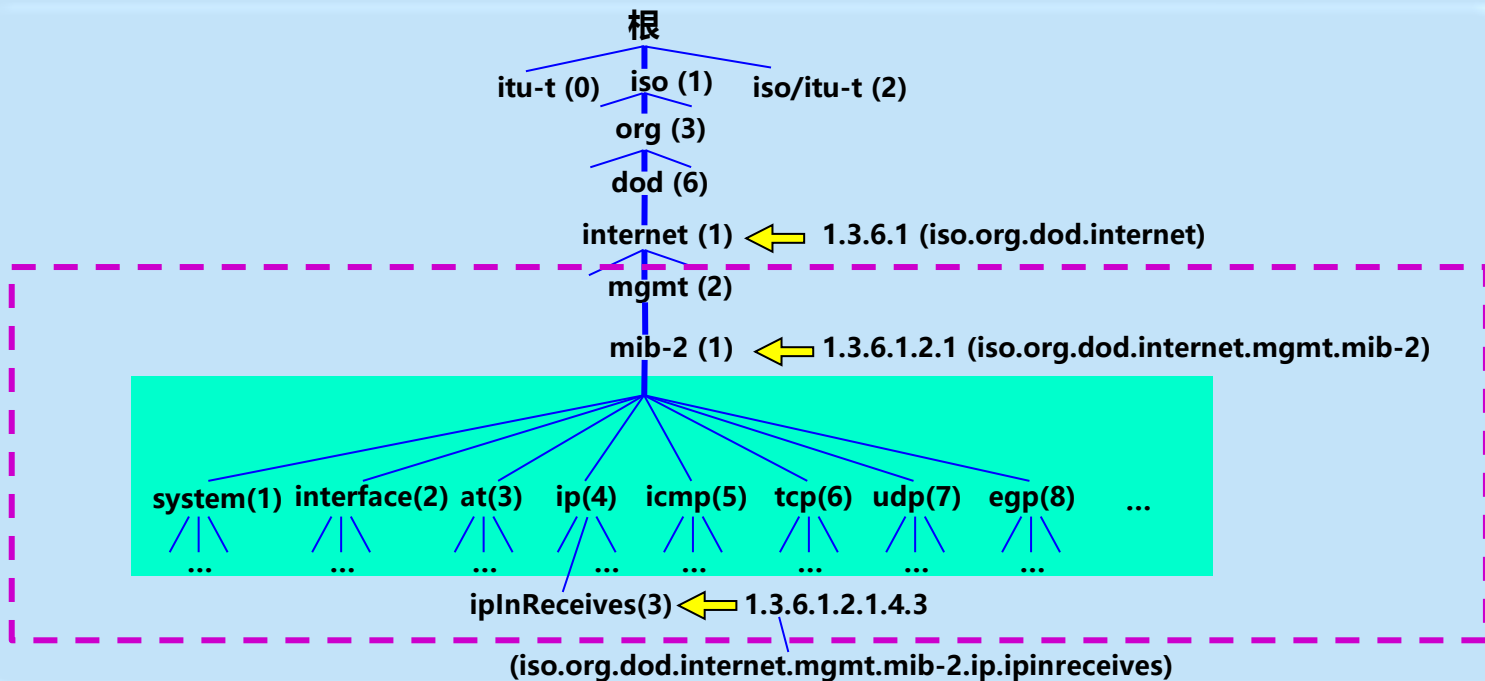 根
itu-t (0) iso (1) iso/itu-t (2)
org (3)
dod (6)
internet (1) 1.3.6.1 (iso.org.dod.internet)
mgmt (2)
mib-2 (1) 1.3.6.1.2.1 (iso.org.dod.internet.mgmt.mib-2)
system(1) interface(2) at(3) ip(4) icmp(5) tcp(6) udp(7) egp(8) ...
... ... ... ... ... ... ... ...
ipInReceives(3) 1.3.6.1.2.1.4.3
(iso.org.dod.internet.mgmt.mib-2.ip.ipinreceives)